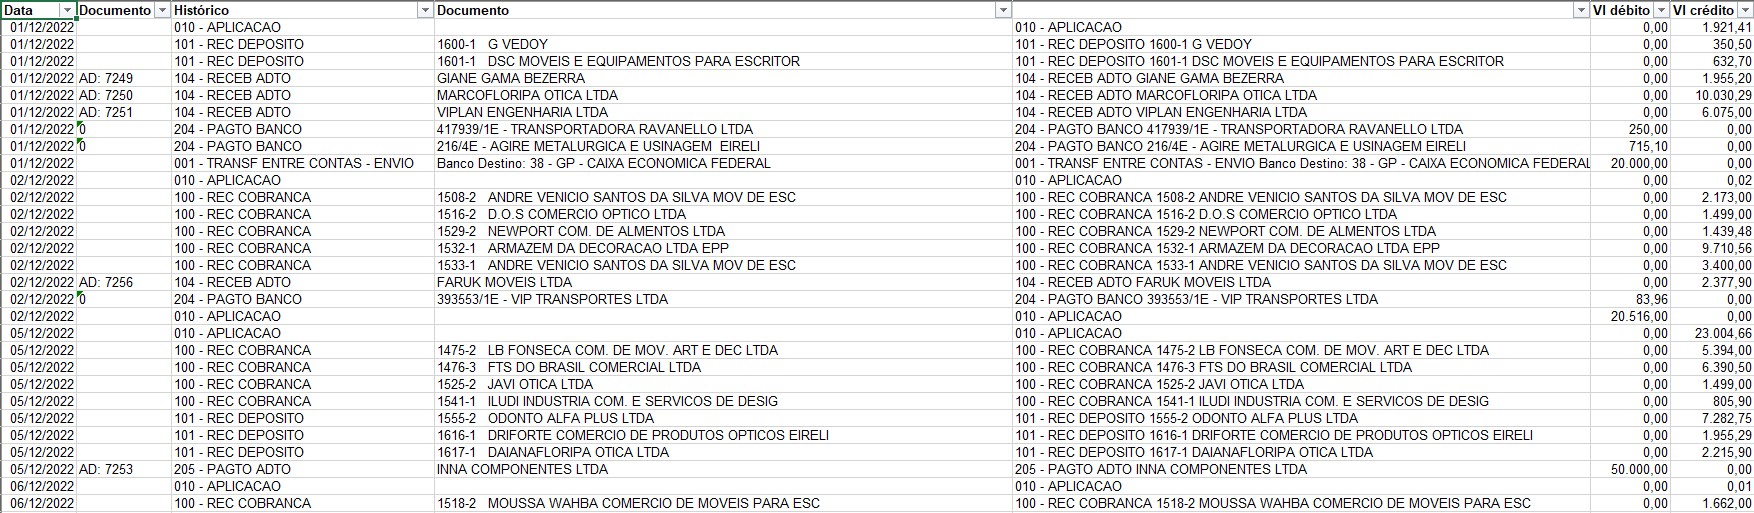 Data Documento Histórico Documento Vl débito Vl crédito
01/12/2022 010 - APLICACAO 010 - APLICACAO 0,00 1.921,41
01/12/2022 101 - REC DEPOSITO 1600-1 G VEDOY 101 - REC DEPOSITO 1600-1 G VEDOY 0,00 350,50
01/12/2022 101 - REC DEPOSITO 1601-1 DSC MOVEIS E EQUIPAMENTOS PARA ESCRITOR 101 - REC DEPOSITO 1601-1 DSC MOVEIS E EQUIPAMENTOS PARA ESCRITOR 0,00 632,70
01/12/2022 AD: 7249 104 - RECEB ADTO GIANE GAMA BEZERRA 104 - RECEB ADTO GIANE GAMA BEZERRA 0,00 1.955,20
01/12/2022 AD: 7250 104 - RECEB ADTO MARCOFLORIPA OTICA LTDA 104 - RECEB ADTO MARCOFLORIPA OTICA LTDA 0,00 10.030,29
01/12/2022 AD: 7251 104 - RECEB ADTO VIPLAN ENGENHARIA LTDA 104 - RECEB ADTO VIPLAN ENGENHARIA LTDA 0,00 6.075,00
01/12/2022 0 204 - PAGTO BANCO 417939/1E - TRANSPORTADORA RAVANELLO LTDA 204 - PAGTO BANCO 417939/1E - TRANSPORTADORA RAVANELLO LTDA 250,00 0,00
01/12/2022 0 204 - PAGTO BANCO 216/4E - AGIRE METALURGICA E USINAGEM EIRELI 204 - PAGTO BANCO 216/4E - AGIRE METALURGICA E USINAGEM EIRELI 715,10 0,00
01/12/2022 001 - TRANSF ENTRE CONTAS - ENVIO Banco Destino: 38 - GP - CAIXA ECONOMICA FEDERAL 001 - TRANSF ENTRE CONTAS - ENVIO Banco Destino: 38 - GP - CAIXA ECONOMICA FEDERAL 20.000,00 0,00
02/12/2022 010 - APLICACAO 010 - APLICACAO 0,00 0,02
02/12/2022 100 - REC COBRANCA 1508-2 ANDRE VENICIO SANTOS DA SILVA MOV DE ESC 100 - REC COBRANCA 1508-2 ANDRE VENICIO SANTOS DA SILVA MOV DE ESC 0,00 2.173,00
02/12/2022 100 - REC COBRANCA 1516-2 D.O.S COMERCIO OPTICO LTDA 100 - REC COBRANCA 1516-2 D.O.S COMERCIO OPTICO LTDA 0,00 1.499,00
02/12/2022 100 - REC COBRANCA 1529-2 NEWPORT COM. DE ALMENTOS LTDA 100 - REC COBRANCA 1529-2 NEWPORT COM. DE ALMENTOS LTDA 0,00 1.439,48
02/12/2022 100 - REC COBRANCA 1532-1 ARMAZEM DA DECORACAO LTDA EPP 100 - REC COBRANCA 1532-1 ARMAZEM DA DECORACAO LTDA EPP 0,00 9.710,56
02/12/2022 100 - REC COBRANCA 1533-1 ANDRE VENICIO SANTOS DA SILVA MOV DE ESC 100 - REC COBRANCA 1533-1 ANDRE VENICIO SANTOS DA SILVA MOV DE ESC 0,00 3.400,00
02/12/2022 AD: 7256 104 - RECEB ADTO FARUK MOVEIS LTDA 104 - RECEB ADTO FARUK MOVEIS LTDA 0,00 2.377,90
02/12/2022 0 204 - PAGTO BANCO 393553/1E - VIP TRANSPORTES LTDA 204 - PAGTO BANCO 393553/1E - VIP TRANSPORTES LTDA 83,96 0,00
02/12/2022 010 - APLICACAO 010 - APLICACAO 20.516,00 0,00
05/12/2022 010 - APLICACAO 010 - APLICACAO 0,00 23.004,66
05/12/2022 100 - REC COBRANCA 1475-2 LB FONSECA COM. DE MOV. ART E DEC LTDA 100 - REC COBRANCA 1475-2 LB FONSECA COM. DE MOV. ART E DEC LTDA 0,00 5.394,00
05/12/2022 100 - REC COBRANCA 1476-3 FTS DO BRASIL COMERCIAL LTDA 100 - REC COBRANCA 1476-3 FTS DO BRASIL COMERCIAL LTDA 0,00 6.390,50
05/12/2022 100 - REC COBRANCA 1525-2 JAVI OTICA LTDA 100 - REC COBRANCA 1525-2 JAVI OTICA LTDA 0,00 1.499,00
05/12/2022 100 - REC COBRANCA 1541-1 ILUDI INDUSTRIA COM. E SERVICOS DE DESIG 100 - REC COBRANCA 1541-1 ILUDI INDUSTRIA COM. E SERVICOS DE DESIG 0,00 805,90
05/12/2022 101 - REC DEPOSITO 1555-2 ODONTO ALFA PLUS LTDA 101 - REC DEPOSITO 1555-2 ODONTO ALFA PLUS LTDA 0,00 7.282,75
05/12/2022 101 - REC DEPOSITO 1616-1 DRIFORTE COMERCIO DE PRODUTOS OPTICOS EIRELI 101 - REC DEPOSITO 1616-1 DRIFORTE COMERCIO DE PRODUTOS OPTICOS EIRELI 0,00 1.955,29
05/12/2022 101 - REC DEPOSITO 1617-1 DAIANAFLORIPA OTICA LTDA 101 - REC DEPOSITO 1617-1 DAIANAFLORIPA OTICA LTDA 0,00 2.215,90
05/12/2022 AD: 7253 205 - PAGTO ADTO INNA COMPONENTES LTDA 205 - PAGTO ADTO INNA COMPONENTES LTDA 50.000,00 0,00
06/12/2022 010 - APLICACAO 010 - APLICACAO 0,00 0,01
06/12/2022 100 - REC COBRANCA 1518-2 MOUSSA WAHBA COMERCIO DE MOVEIS PARA ESC 100 - REC COBRANCA 1518-2 MOUSSA WAHBA COMERCIO DE MOVEIS PARA ESC 0,00 1.662,00